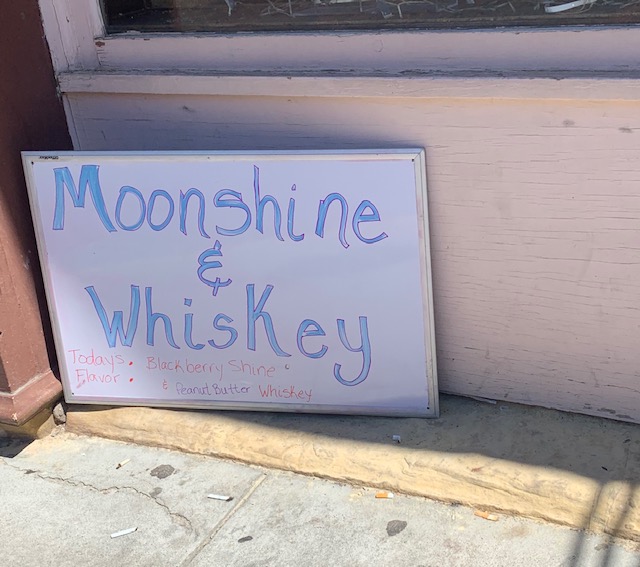 Moonshine
&
Whiskey
Todays • Blackberry Shine
Flavor • & Peanut Butter Whiskey